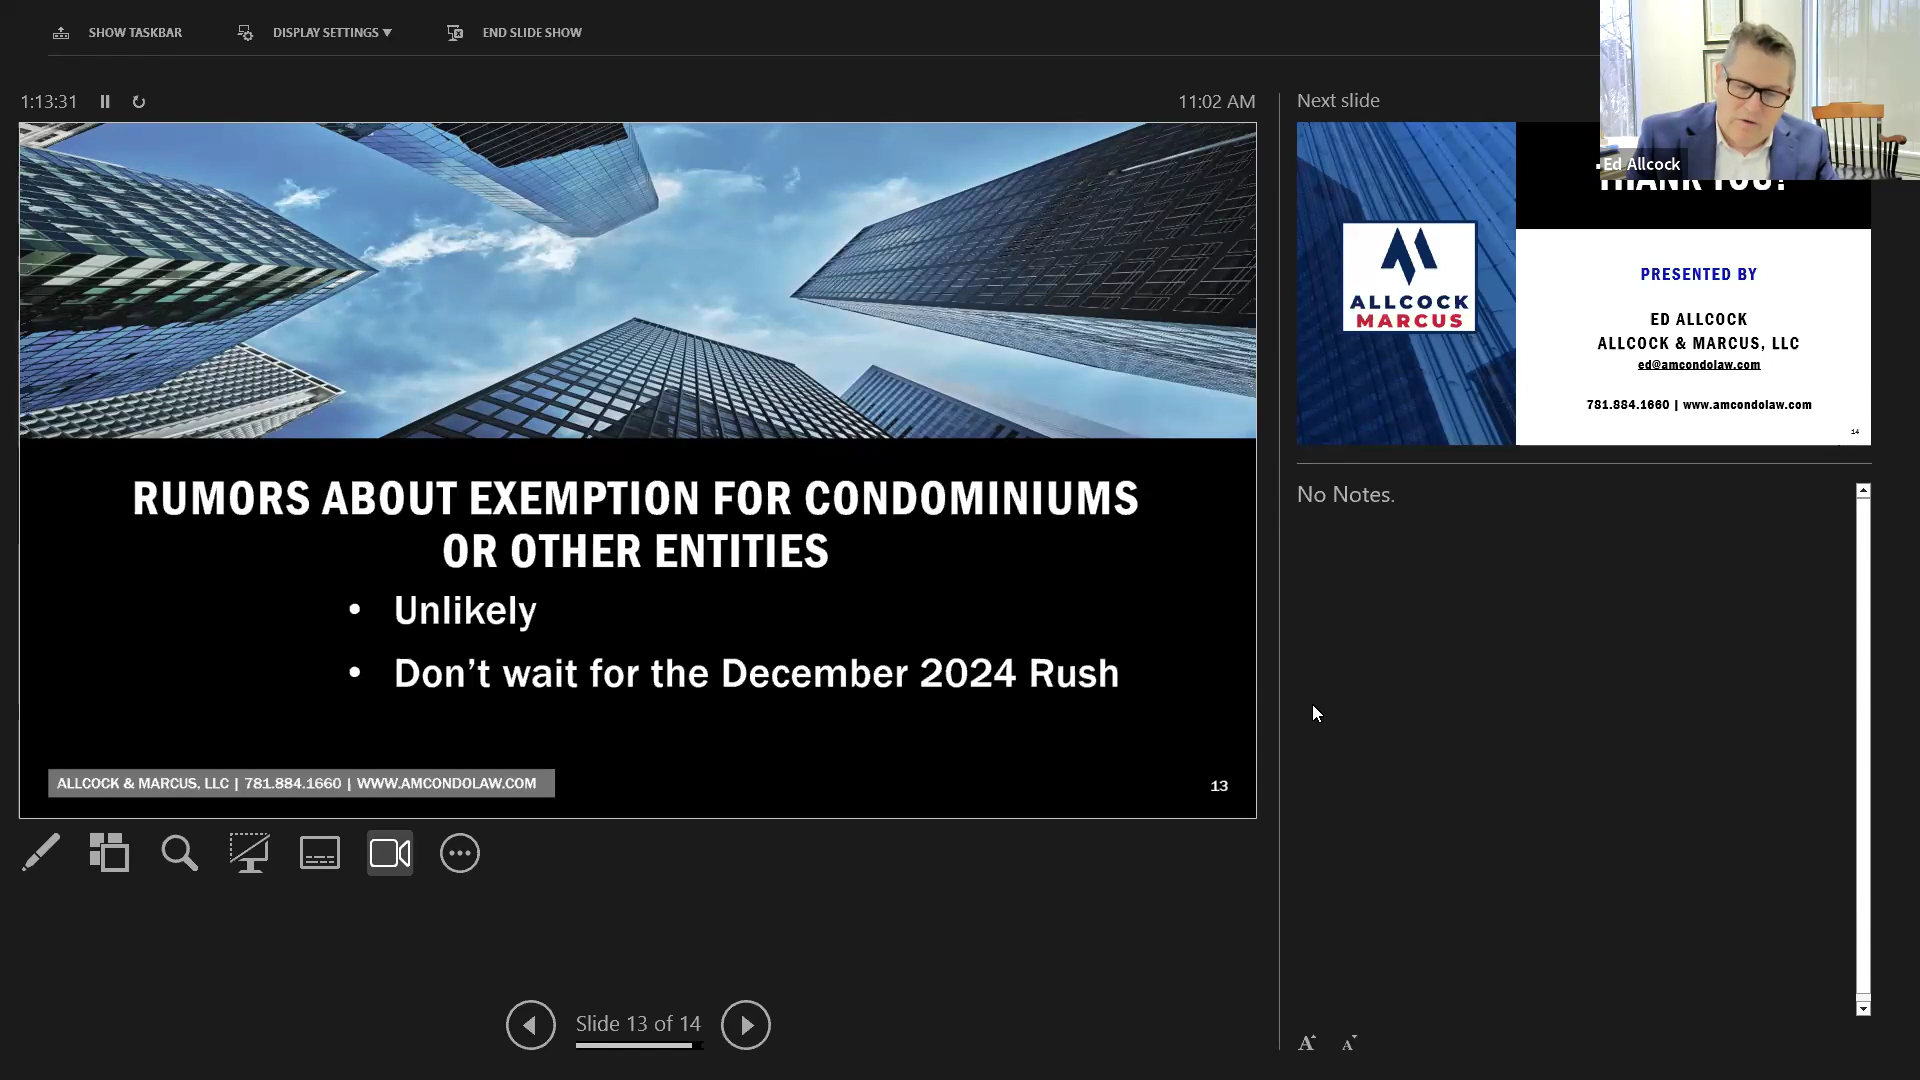 SHOW TASKBAR
DISPLAY SETTINGS ▼
END SLIDE SHOW
1:13:31
11:02 AM
Next slide
Ed Allcock
RUMORS ABOUT EXEMPTION FOR CONDOMINIUMS
OR OTHER ENTITIES
• Unlikely
• Don’t wait for the December 2024 Rush
ALLCOCK & MARCUS, LLC | 781.884.1660 | WWW.AMCONDOLAW.COM
13
THANK YOU!
ALLCOCK
MARCUS
PRESENTED BY
ED ALLCOCK
ALLCOCK & MARCUS, LLC
ed@amcondolaw.com
781.884.1660 | www.amcondolaw.com
14
No Notes.
Slide 13 of 14
A A